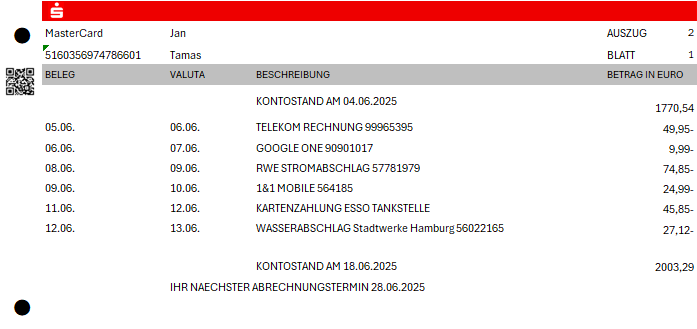 MasterCard Jan AUSZUG 2
5160356974786601 Tamas BLATT 1
BELEG VALUTA BESCHREIBUNG BETRAG IN EURO
KONTOSTAND AM 04.06.2025 1770,54
05.06. 06.06. TELEKOM RECHNUNG 99965395 49,95-
06.06. 07.06. GOOGLE ONE 90901017 9,99-
08.06. 09.06. RWE STROMABSCHLAG 57781979 74,85-
09.06. 10.06. 1&1 MOBILE 564185 24,99-
11.06. 12.06. KARTENZAHLUNG ESSO TANKSTELLE 45,85-
12.06. 13.06. WASSERABSCHLAG Stadtwerke Hamburg 56022165 27,12-
KONTOSTAND AM 18.06.2025 2003,29
IHR NAECHSTER ABRECHNUNGSTERMIN 28.06.2025